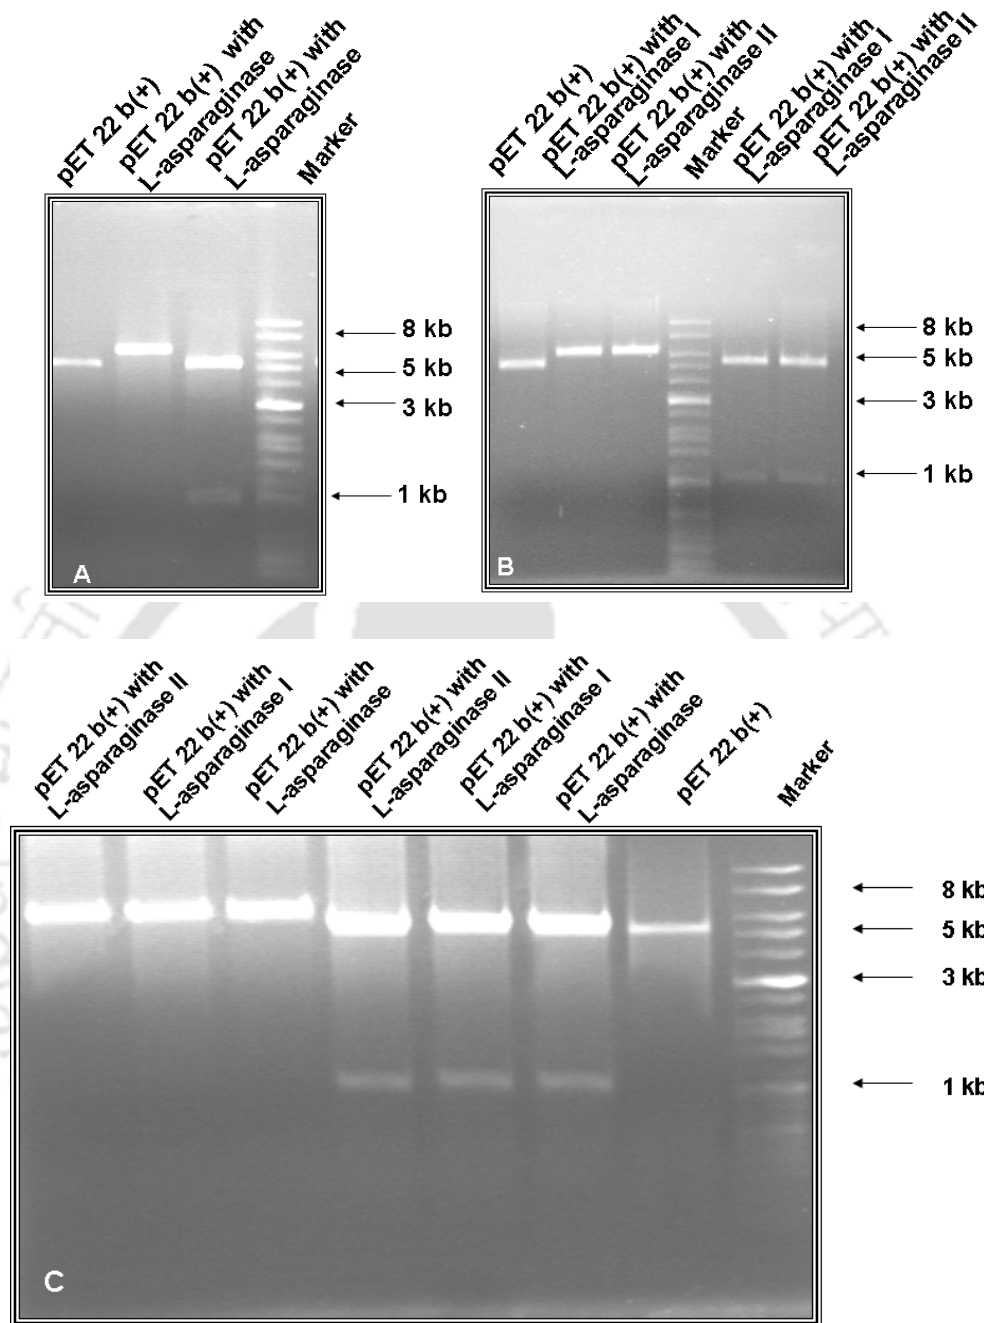 pET 22 b(+)
pET 22 b(+) with
L-asparaginase
pET 22 b(+) with
L-asparaginase
Marker
8 kb
5 kb
3 kb
1 kb
A
pET 22 b(+)
pET 22 b(+) with
L-asparaginase I
pET 22 b(+) with
L-asparaginase II
Marker
pET 22 b(+) with
L-asparaginase I
pET 22 b(+) with
L-asparaginase II
8 kb
5 kb
3 kb
1 kb
B
pET 22 b(+) with
L-asparaginase II
pET 22 b(+) with
L-asparaginase I
pET 22 b(+) with
L-asparaginase
pET 22 b(+) with
L-asparaginase II
pET 22 b(+) with
L-asparaginase I
pET 22 b(+) with
L-asparaginase
pET 22 b(+)
Marker
8 kb
5 kb
3 kb
1 kb
C